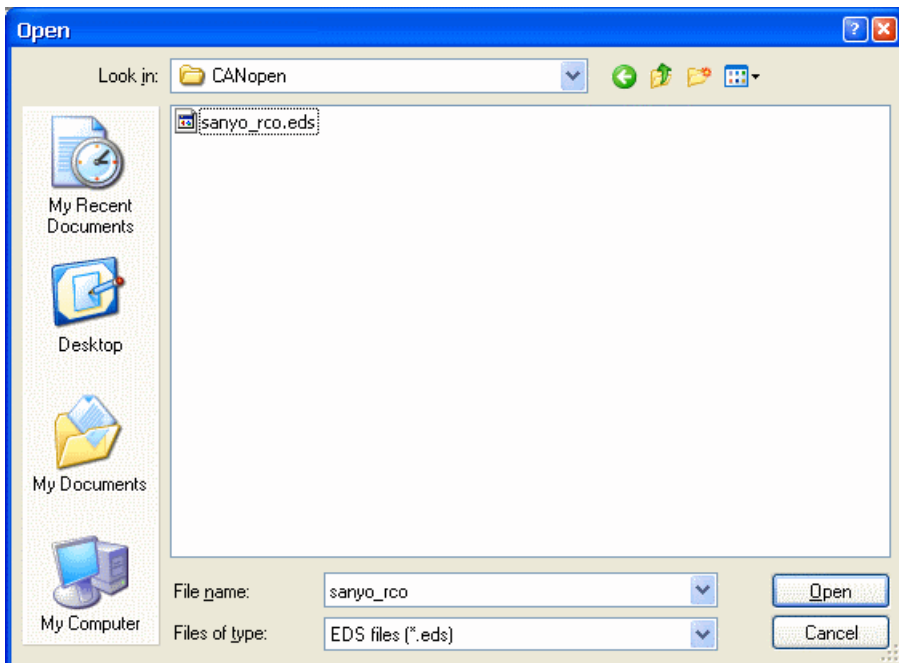 Open
Look in: CANopen
sanyo_rco.eds
My Recent
Documents
Desktop
My Documents
My Computer
File name: sanyo_rco Open
Files of type: EDS files (*.eds) Cancel